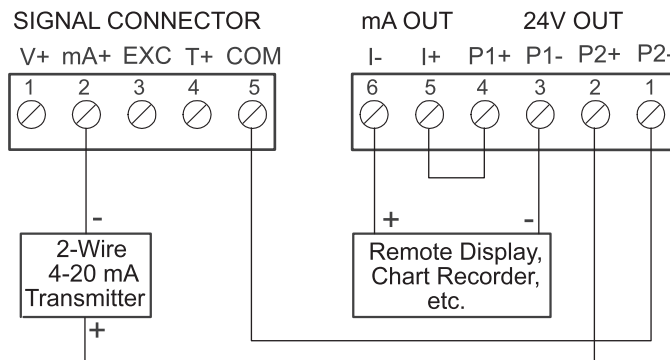 SIGNAL CONNECTOR
V+ mA+ EXC T+ COM
1 2 3 4 5
mA OUT 24V OUT
I- I+ P1+ P1- P2+ P2-
6 5 4 3 2 1
-
2-Wire
4-20 mA
Transmitter
+
+ -
Remote Display,
Chart Recorder,
etc.